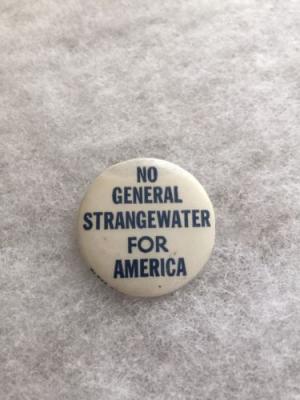 NO
GENERAL
STRANGEWATER
FOR
AMERICA